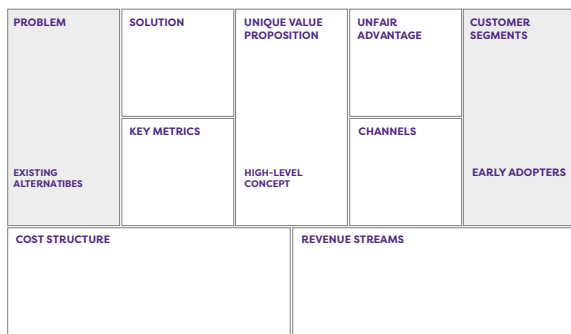 PROBLEM
EXISTING
ALTERNATIBES
SOLUTION
KEY METRICS
UNIQUE VALUE
PROPOSITION
HIGH-LEVEL
CONCEPT
UNFAIR
ADVANTAGE
CHANNELS
CUSTOMER
SEGMENTS
EARLY ADOPTERS
COST STRUCTURE
REVENUE STREAMS